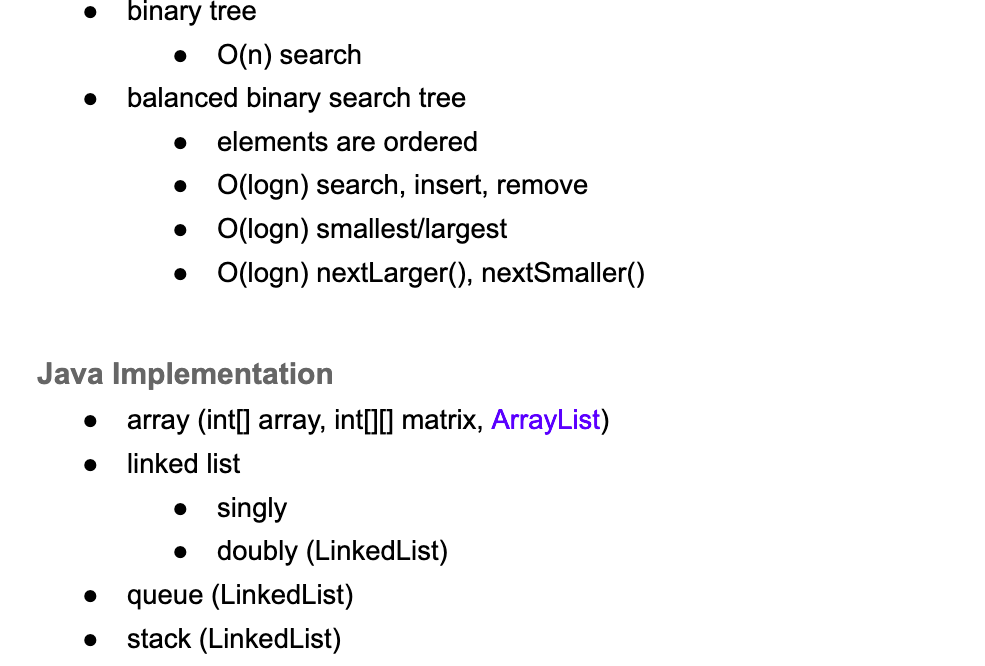 ● binary tree
● O(n) search
● balanced binary search tree
● elements are ordered
● O(logn) search, insert, remove
● O(logn) smallest/largest
● O(logn) nextLarger(), nextSmaller()
Java Implementation
● array (int[] array, int[][] matrix, ArrayList)
● linked list
● singly
● doubly (LinkedList)
● queue (LinkedList)
● stack (LinkedList)